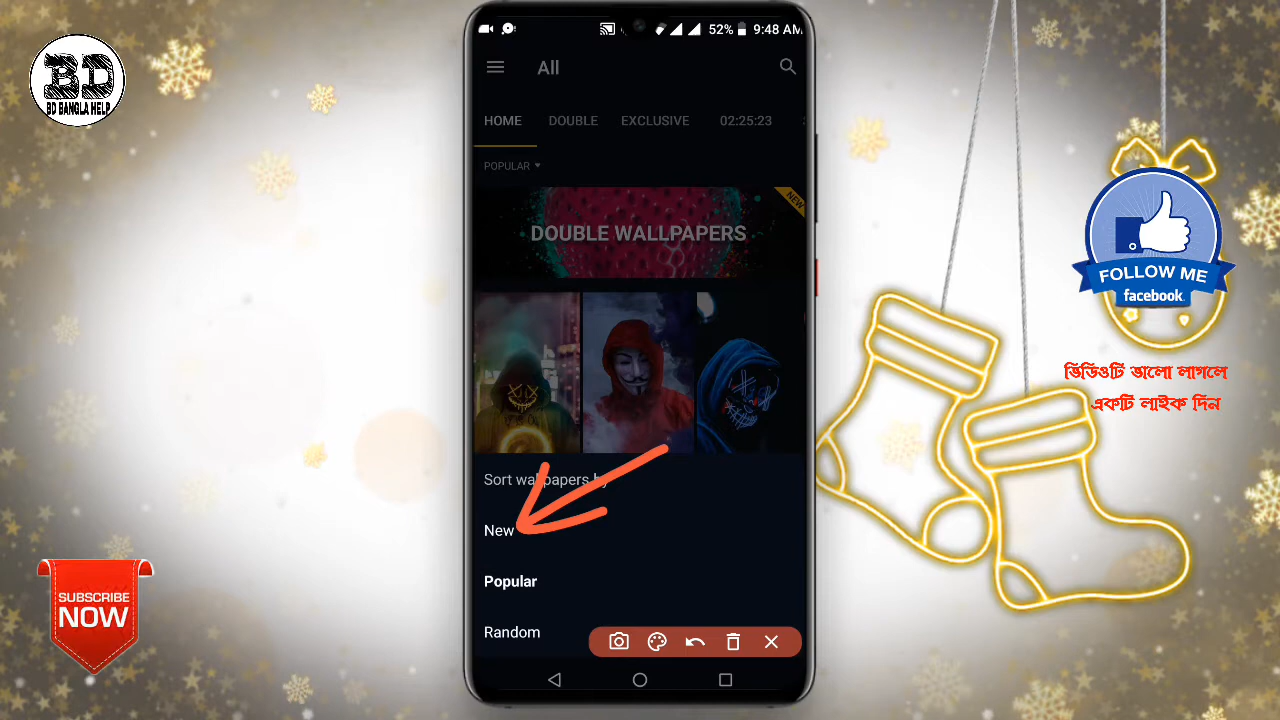 BD
BD BANGLA HELP
52% 9:48 AM
All
HOME DOUBLE EXCLUSIVE 02:25:23
POPULAR
NEW
DOUBLE WALLPAPERS
Sort wallpapers by
New
Popular
Random
SUBSCRIBE
NOW
FOLLOW ME
facebook.
ভিডিওটি ভালো লাগলে
একটি লাইক দিন